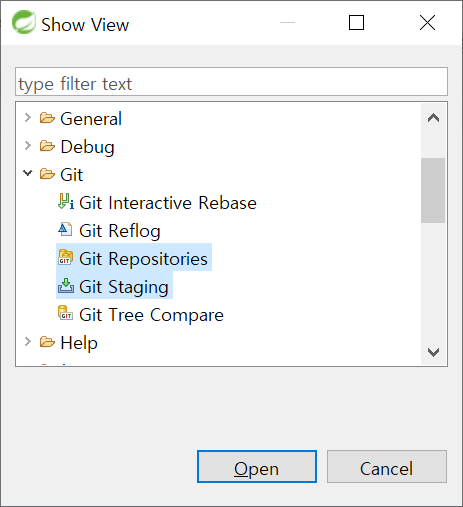 Show View
type filter text
General
Debug
Git
Git Interactive Rebase
Git Reflog
Git Repositories
Git Staging
Git Tree Compare
Help
Open
Cancel